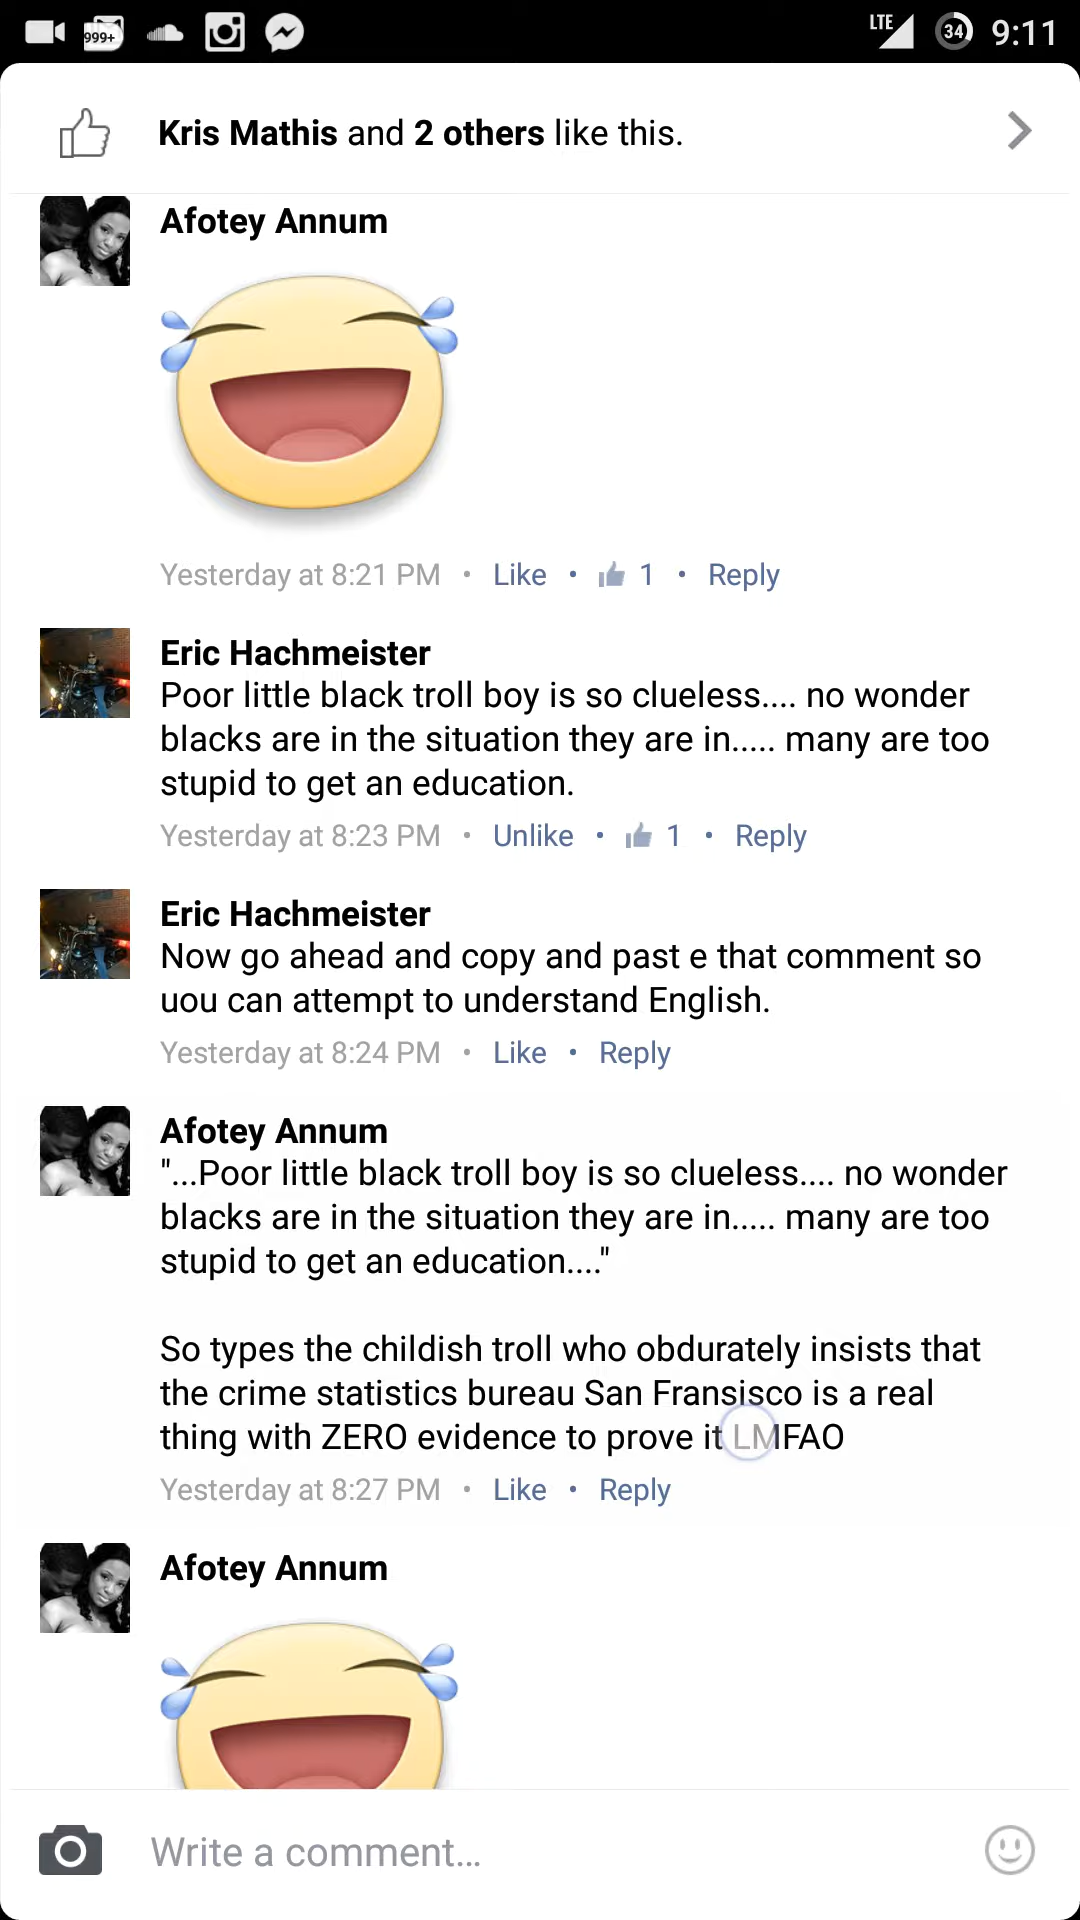 999+ LTE 34 9:11
Kris Mathis and 2 others like this.
Afotey Annum
Yesterday at 8:21 PM • Like • 1 • Reply
Eric Hachmeister
Poor little black troll boy is so clueless.... no wonder
blacks are in the situation they are in..... many are too
stupid to get an education.
Yesterday at 8:23 PM • Unlike • 1 • Reply
Eric Hachmeister
Now go ahead and copy and past e that comment so
uou can attempt to understand English.
Yesterday at 8:24 PM • Like • Reply
Afotey Annum
"...Poor little black troll boy is so clueless.... no wonder
blacks are in the situation they are in..... many are too
stupid to get an education...."
So types the childish troll who obdurately insists that
the crime statistics bureau San Fransisco is a real
thing with ZERO evidence to prove it LMFAO
Yesterday at 8:27 PM • Like • Reply
Afotey Annum
Write a comment...